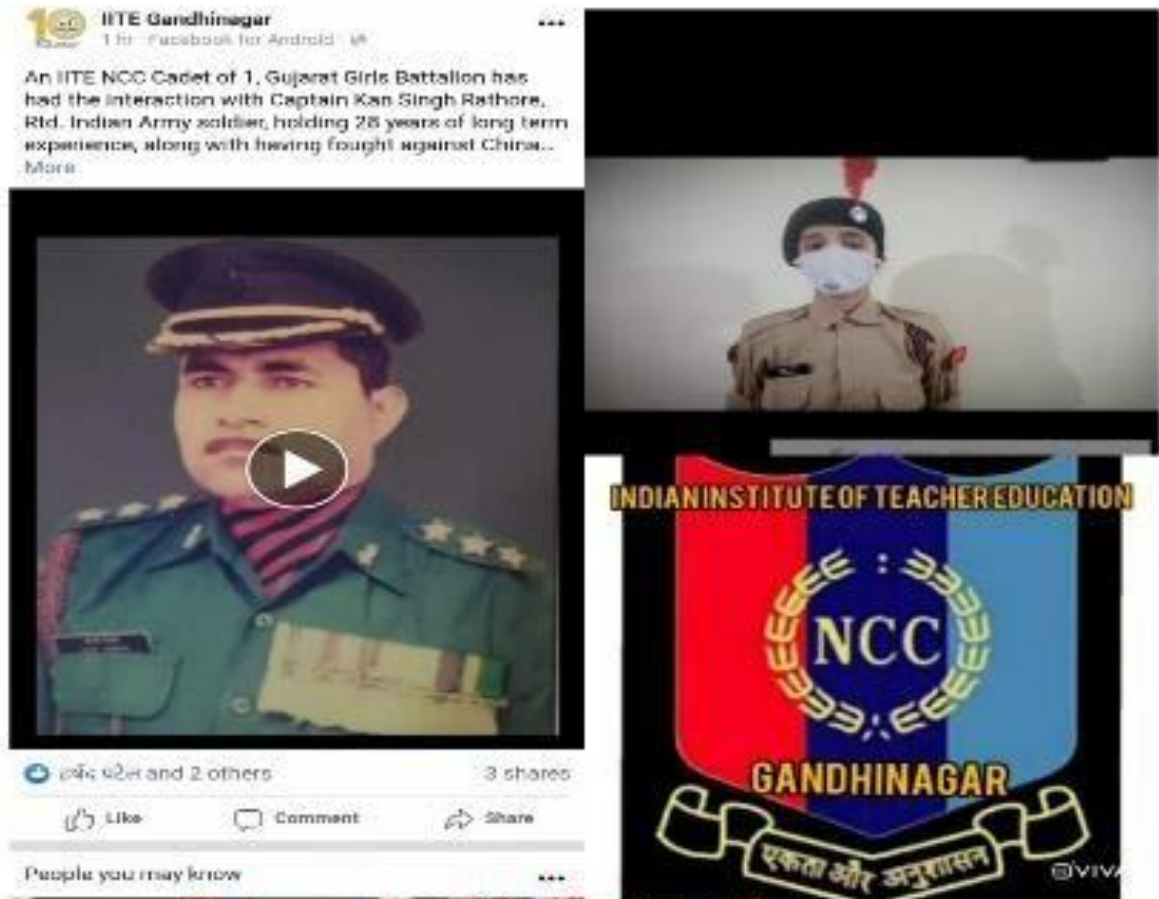 IITE Gandhinagar
1 hr · Facebook for Android ·
An IITE NCC Cadet of 1, Gujarat Girls Battalion has
had the interaction with Captain Kan Singh Rathore,
Rtd. Indian Army soldier, holding 28 years of long term
experience, along with having fought against China...
More
and 2 others
3 shares
Like
Comment
Share
People you may know
INDIAN INSTITUTE OF TEACHER EDUCATION
NCC
GANDHINAGAR
एकता और अनुशासन
@VIVA